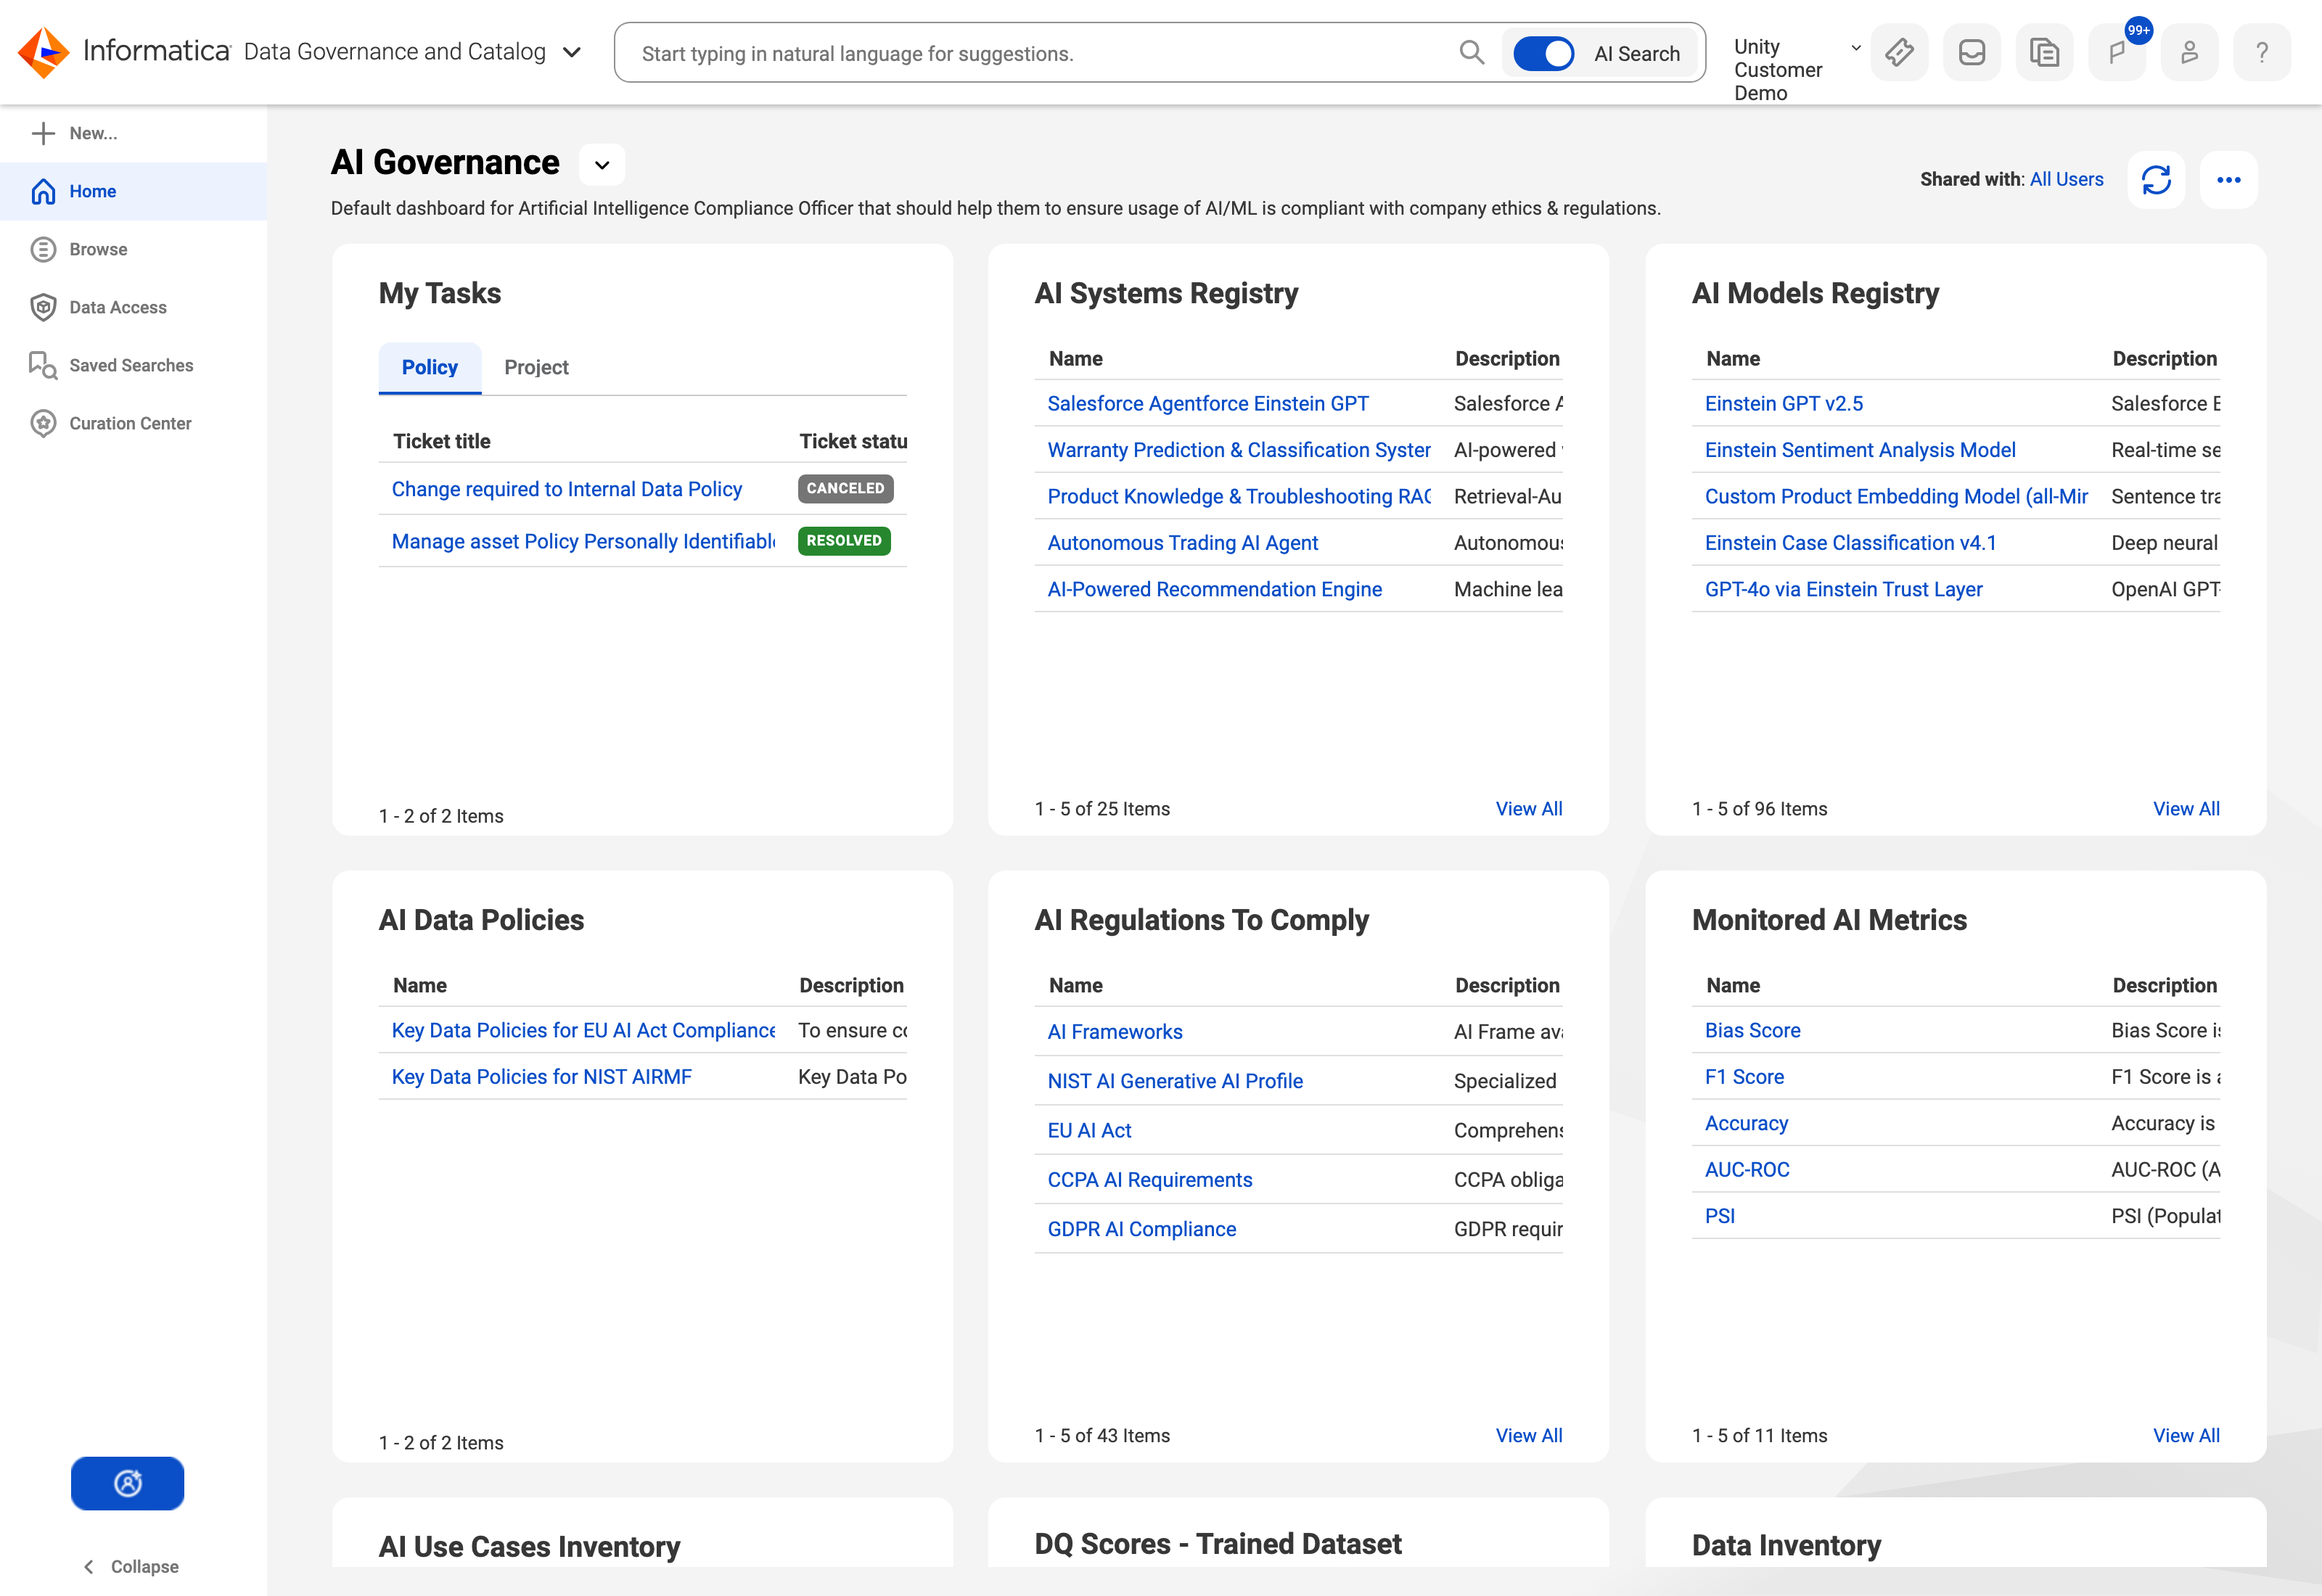 Informatica Data Governance and Catalog
Start typing in natural language for suggestions.
AI Search
Unity
Customer
Demo
99+
?
New...
Home
Browse
Data Access
Saved Searches
Curation Center
Collapse
AI Governance
Shared with: All Users
Default dashboard for Artificial Intelligence Compliance Officer that should help them to ensure usage of AI/ML is compliant with company ethics & regulations.
My Tasks
Policy Project
Ticket title Ticket statu
Change required to Internal Data Policy CANCELED
Manage asset Policy Personally Identifiable RESOLVED
1 - 2 of 2 Items
AI Systems Registry
Name Description
Salesforce Agentforce Einstein GPT Salesforce A
Warranty Prediction & Classification System AI-powered
Product Knowledge & Troubleshooting RAG Retrieval-Au
Autonomous Trading AI Agent Autonomous
AI-Powered Recommendation Engine Machine lea
1 - 5 of 25 Items View All
AI Models Registry
Name Description
Einstein GPT v2.5 Salesforce E
Einstein Sentiment Analysis Model Real-time se
Custom Product Embedding Model (all-Mir Sentence tra
Einstein Case Classification v4.1 Deep neural
GPT-4o via Einstein Trust Layer OpenAI GPT-
1 - 5 of 96 Items View All
AI Data Policies
Name Description
Key Data Policies for EU AI Act Compliance To ensure co
Key Data Policies for NIST AIRMF Key Data Po
1 - 2 of 2 Items
AI Regulations To Comply
Name Description
AI Frameworks AI Frame ava
NIST AI Generative AI Profile Specialized
EU AI Act Comprehens
CCPA AI Requirements CCPA obliga
GDPR AI Compliance GDPR requir
1 - 5 of 43 Items View All
Monitored AI Metrics
Name Description
Bias Score Bias Score is
F1 Score F1 Score is a
Accuracy Accuracy is
AUC-ROC AUC-ROC (A
PSI PSI (Populat
1 - 5 of 11 Items View All
AI Use Cases Inventory
DQ Scores - Trained Dataset
Data Inventory